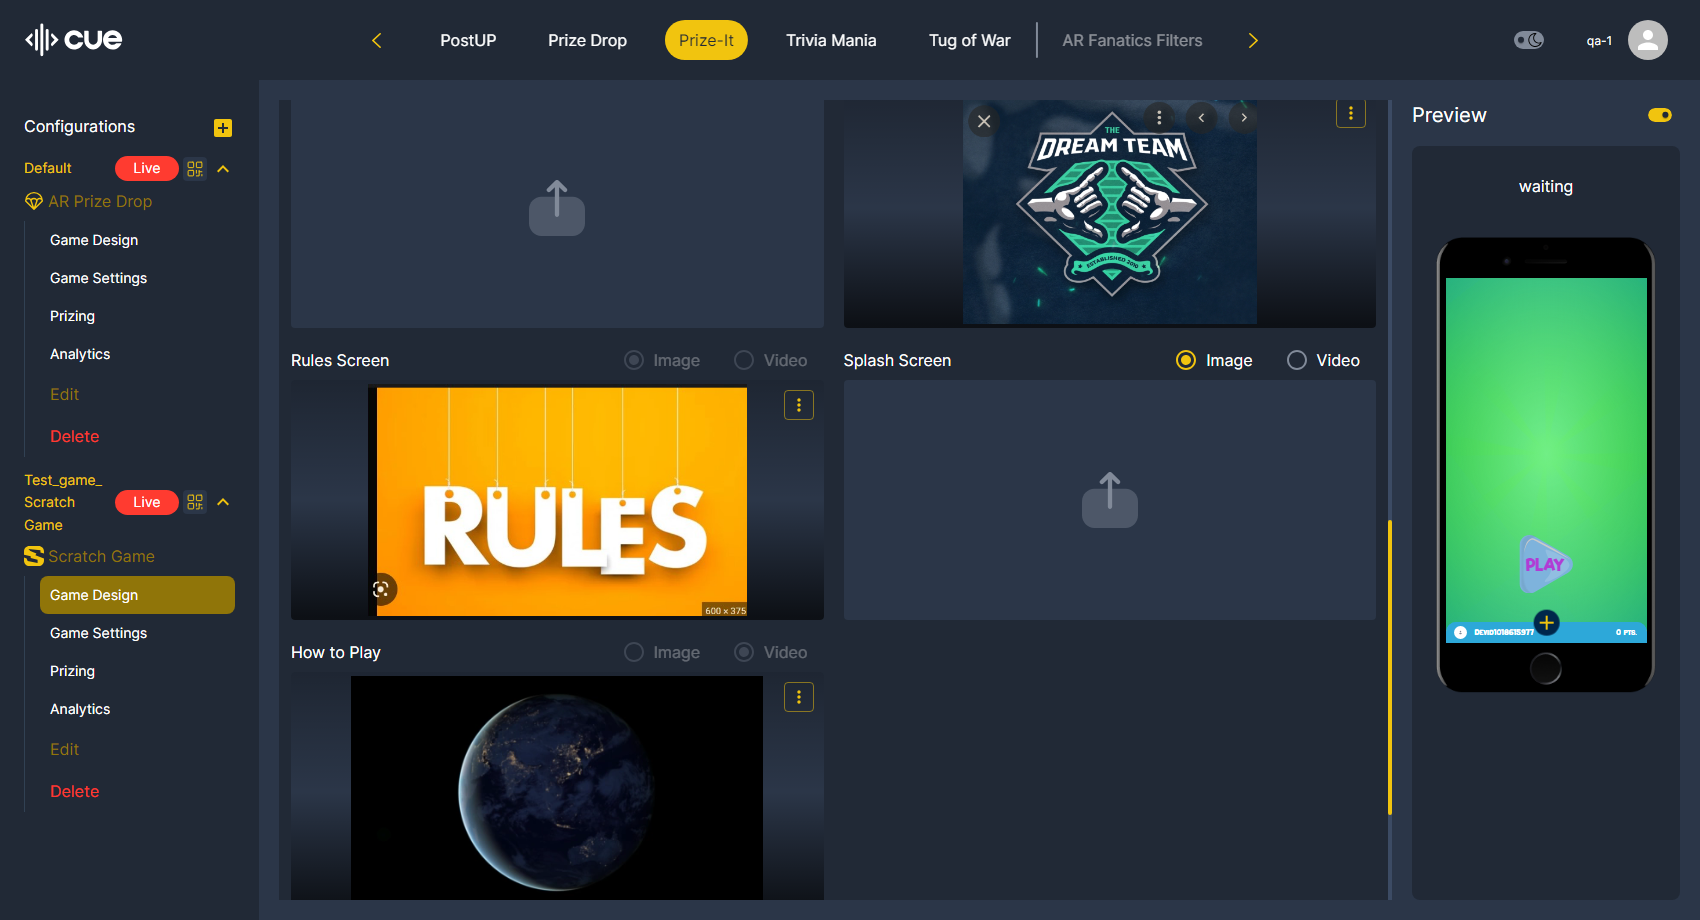 cue
PostUP
Prize Drop
Prize-It
Trivia Mania
Tug of War
AR Fanatics Filters
qa-1
Configurations
Default
Live
AR Prize Drop
Game Design
Game Settings
Prizing
Analytics
Edit
Delete
Test_game_
Scratch
Game
Live
Scratch Game
Game Design
Game Settings
Prizing
Analytics
Edit
Delete
THE
DREAM TEAM
ESTABLISHED 2010
Rules Screen
Image
Video
RULES
600 × 375
Splash Screen
Image
Video
How to Play
Image
Video
Preview
waiting
PLAY
DEVID1018615977
0 PTS.